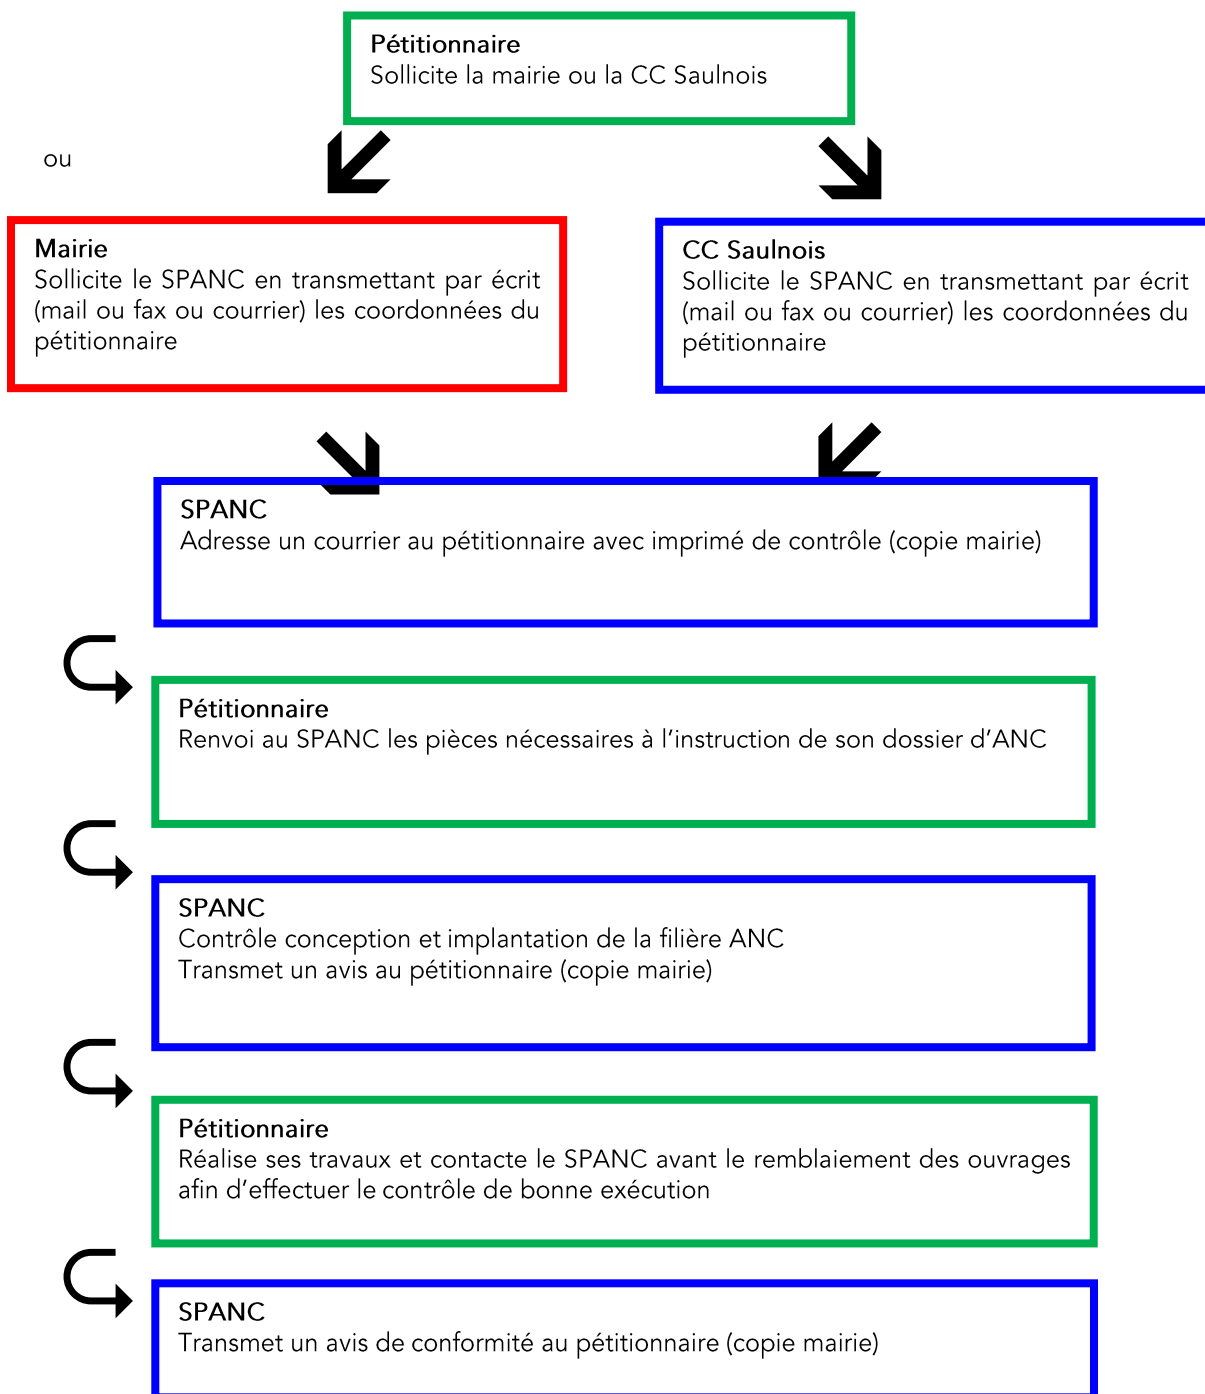 Pétitionnaire
Sollicite la mairie ou la CC Saulnois
ou
Mairie
Sollicite le SPANC en transmettant par écrit
(mail ou fax ou courrier) les coordonnées du
pétitionnaire
CC Saulnois
Sollicite le SPANC en transmettant par écrit
(mail ou fax ou courrier) les coordonnées du
pétitionnaire
SPANC
Adresse un courrier au pétitionnaire avec imprimé de contrôle (copie mairie)
Pétitionnaire
Renvoi au SPANC les pièces nécessaires à l’instruction de son dossier d’ANC
SPANC
Contrôle conception et implantation de la filière ANC
Transmet un avis au pétitionnaire (copie mairie)
Pétitionnaire
Réalise ses travaux et contacte le SPANC avant le remblaiement des ouvrages
afin d’effectuer le contrôle de bonne exécution
SPANC
Transmet un avis de conformité au pétitionnaire (copie mairie)